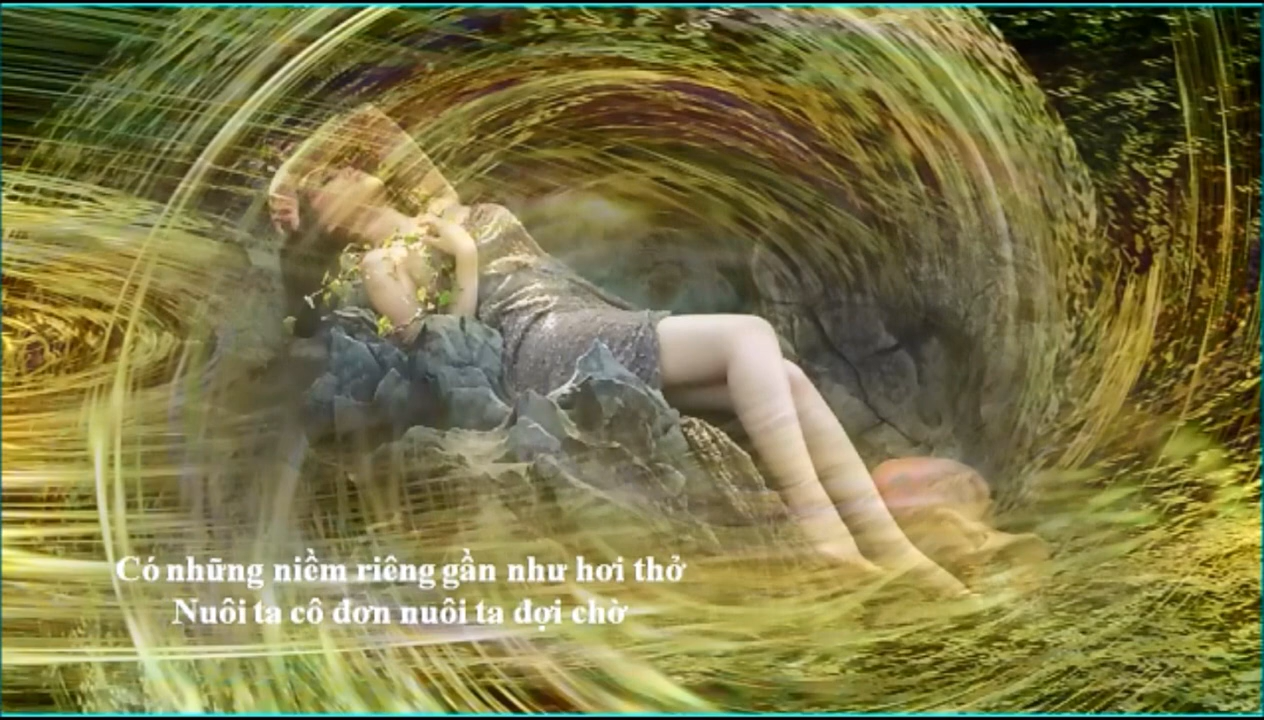 Có những niềm riêng gần như hơi thở
Nuôi ta cô đơn nuôi ta đợi chờ